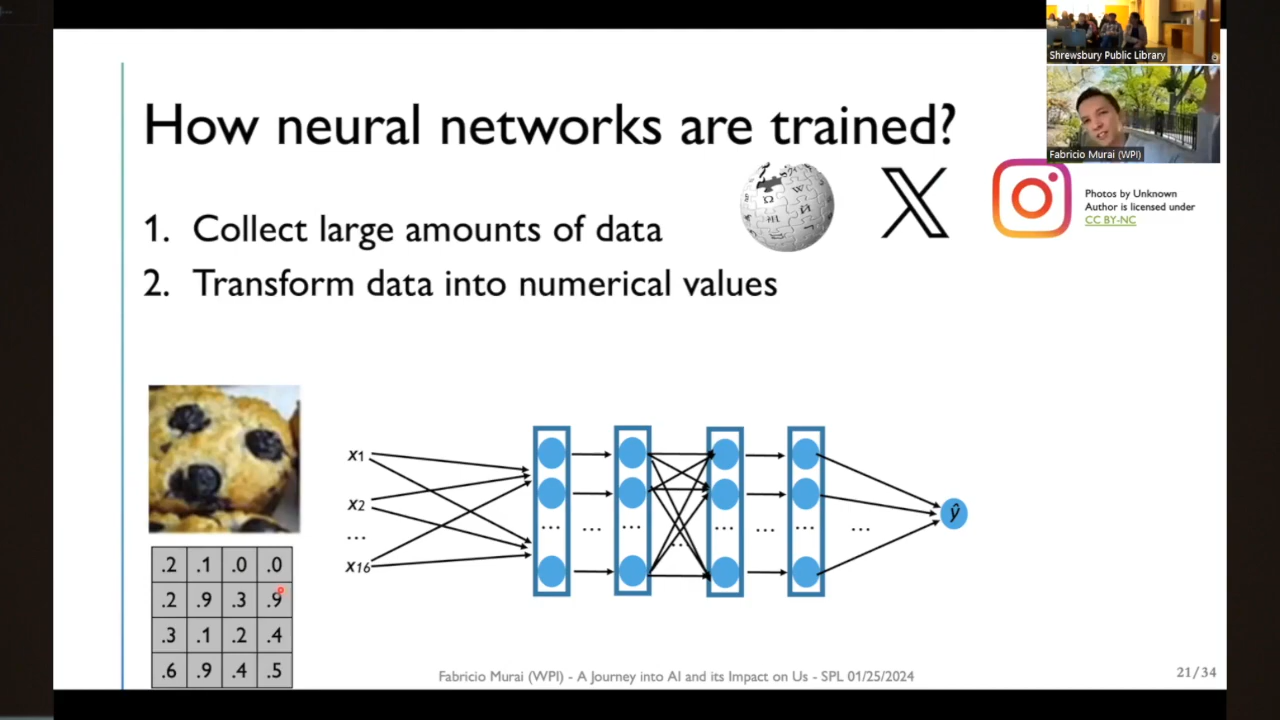 Shrewsbury Public Library
Fabricio Murai (WPI)
How neural networks are trained?
Photos by Unknown
Author is licensed under
CC BY-NC
1. Collect large amounts of data
2. Transform data into numerical values
x1
x2
...
x16
... ... ... ... ... ... ... ...
ŷ
.2 .1 .0 .0
.2 .9 .3 .9
.3 .1 .2 .4
.6 .9 .4 .5
Fabricio Murai (WPI) - A Journey into AI and its Impact on Us - SPL 01/25/2024
21/34